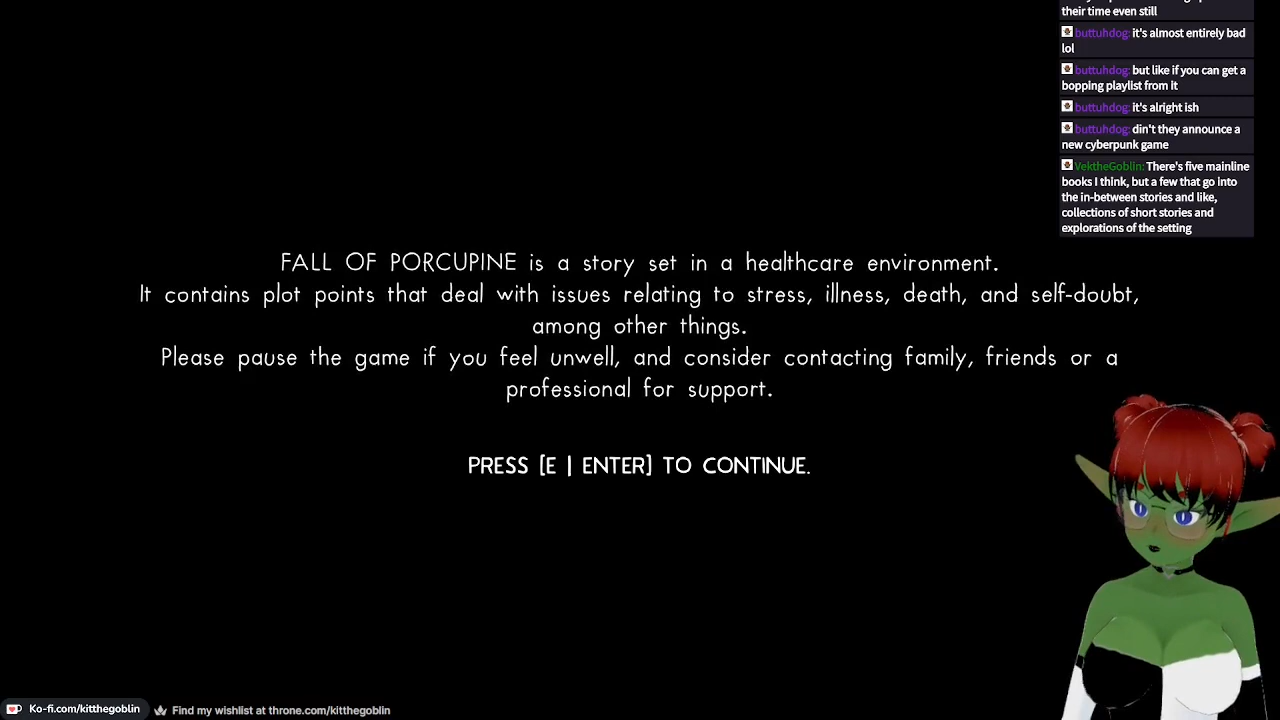 their time even still
buttuhdog: it's almost entirely bad
lol
buttuhdog: but like if you can get a
bopping playlist from it
buttuhdog: it's alright ish
buttuhdog: din't they announce a
new cyberpunk game
VektheGoblin: There's five mainline
books I think, but a few that go into
the in-between stories and like,
collections of short stories and
explorations of the setting
FALL OF PORCUPINE is a story set in a healthcare environment.
It contains plot points that deal with issues relating to stress, illness, death, and self-doubt,
among other things.
Please pause the game if you feel unwell, and consider contacting family, friends or a
professional for support.
PRESS [E | ENTER] TO CONTINUE.
Ko-fi.com/kitthegoblin
Find my wishlist at throne.com/kitthegoblin